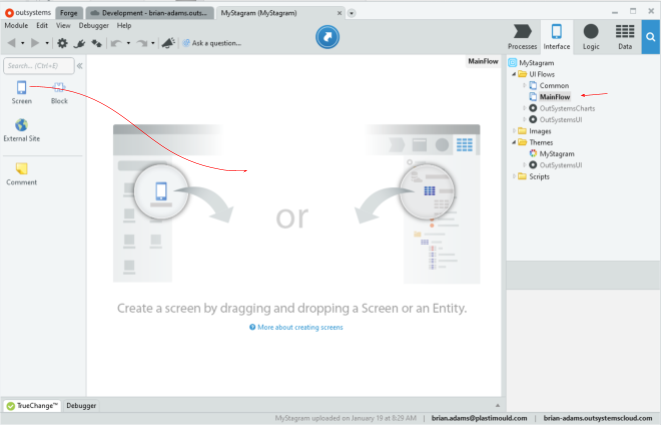 outsystems
Forge
Development - brian-adams.outs...
MyStagram (MyStagram)
Module Edit View Debugger Help
Ask a question...
Processes
Interface
Logic
Data
Search... (Ctrl+E)
MainFlow
Screen
Block
External Site
Comment
or
Create a screen by dragging and dropping a Screen or an Entity.
More about creating screens
MyStagram
UI Flows
Common
MainFlow
OutSystemsCharts
OutSystemsUI
Images
Themes
MyStagram
OutSystemsUI
Scripts
TrueChange™
Debugger
MyStagram uploaded on January 19 at 9:29 AM
brian.adams@plastimould.com
brian-adams.outsystemscloud.com